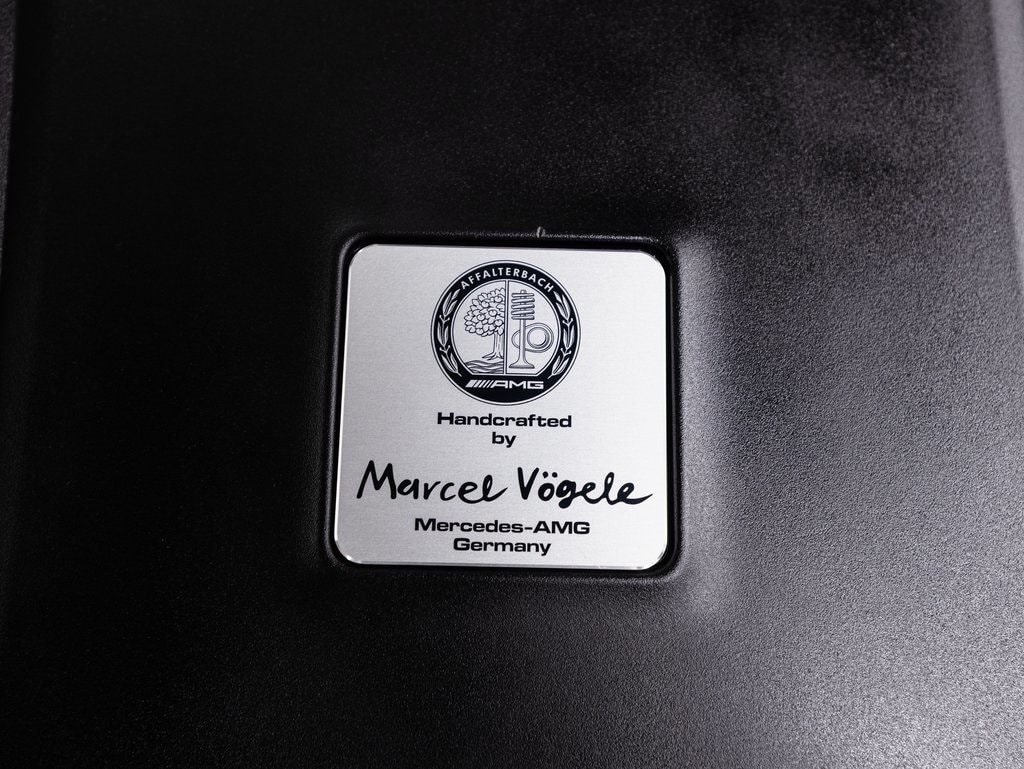 AFFALTERBACH
AMG
Handcrafted
by
Marcel Vögele
Mercedes-AMG
Germany